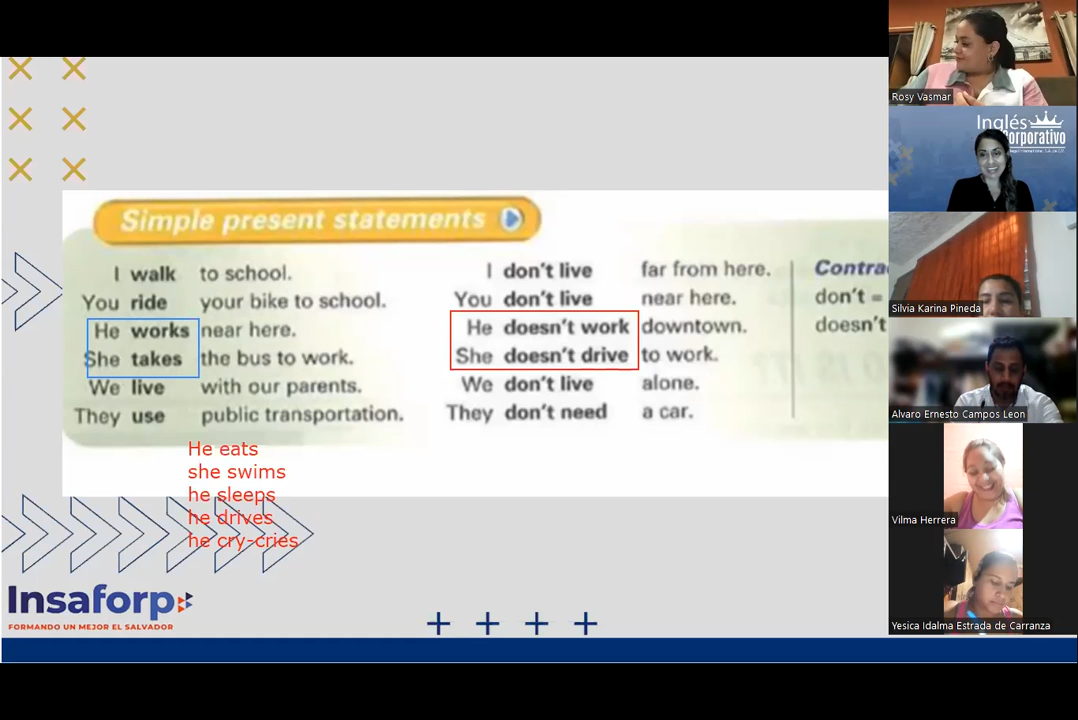 Simple present statements
I walk to school.
You ride your bike to school.
He works near here.
She takes the bus to work.
We live with our parents.
They use public transportation.
I don't live far from here.
You don't live near here.
He doesn't work downtown.
She doesn't drive to work.
We don't live alone.
They don't need a car.
Contra
don't =
doesn't
He eats
she swims
he sleeps
he drives
he cry-cries
Insaforp
FORMANDO UN MEJOR EL SALVADOR
Rosy Vasmar
Inglés
Corporativo
Silvia Karina Pineda
Alvaro Ernesto Campos Leon
Vilma Herrera
Yesica Idalma Estrada de Carranza